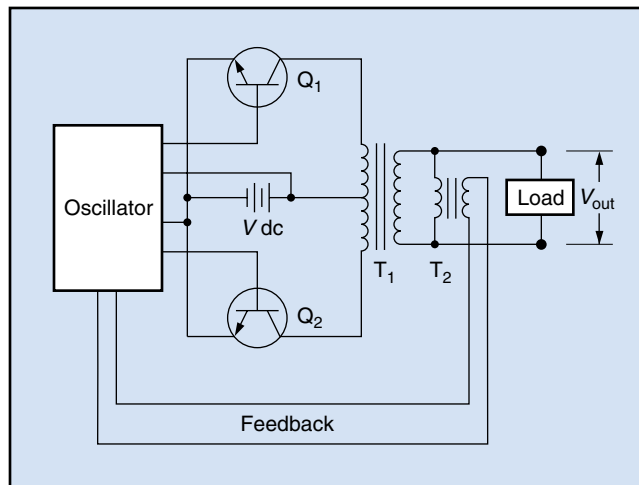 Q1
Oscillator
V dc
Load
Vout
T1
T2
Q2
Feedback